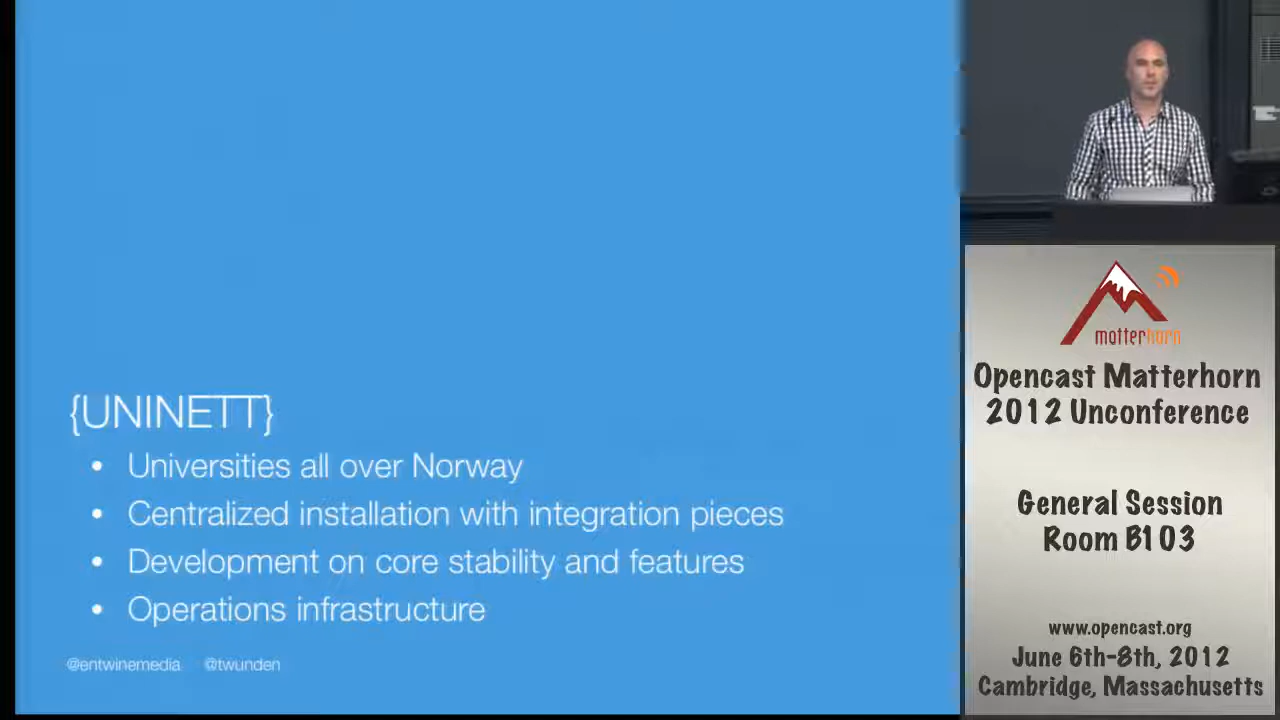 {UNINETT}
• Universities all over Norway
• Centralized installation with integration pieces
• Development on core stability and features
• Operations infrastructure
@entwinemedia @twunden
matterhorn
Opencast Matterhorn
2012 Unconference
General Session
Room B103
www.opencast.org
June 6th-8th, 2012
Cambridge, Massachusetts